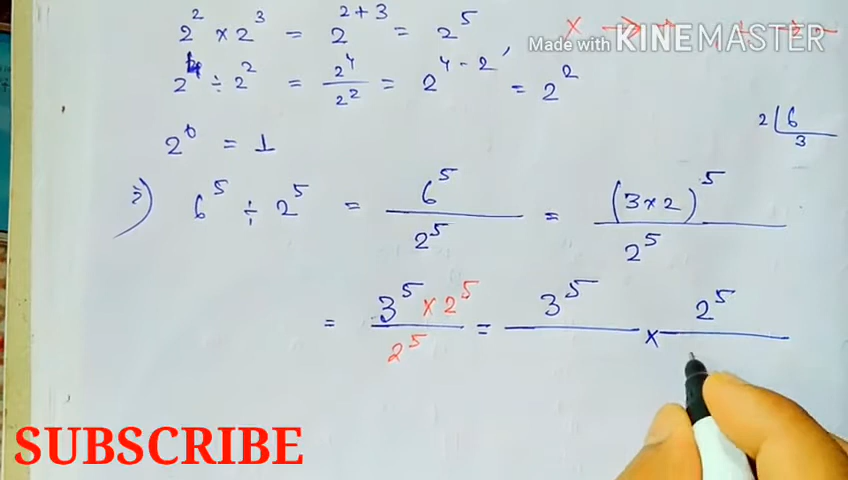 2² × 2³ = 2²⁺³ = 2⁵ × → +, ÷ → −
Made with KINEMASTER
2⁴ ÷ 2² = 2⁴/2² = 2⁴⁻² = 2²
2⌊6
3
2⁰ = 1
⇒) 6⁵ ÷ 2⁵ = 6⁵/2⁵ = (3×2)⁵/2⁵
= 3⁵ × 2⁵/2⁵ = 3⁵/ × 2⁵/
SUBSCRIBE